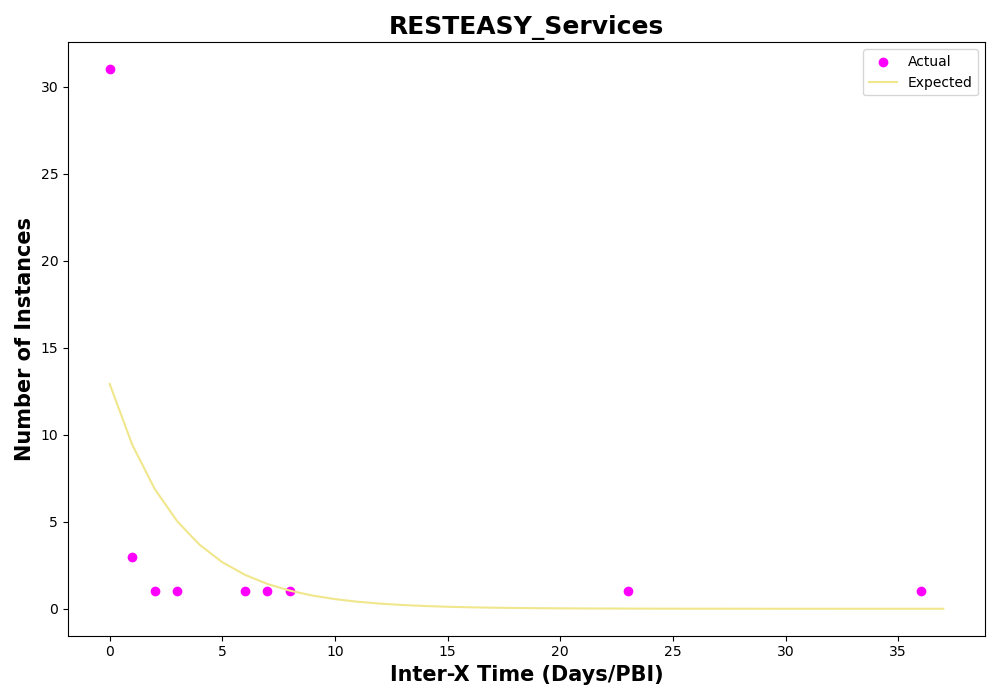 RESTEASY_Services
Actual
Expected
Number of Instances
30
25
20
15
10
5
0
0 5 10 15 20 25 30 35
Inter-X Time (Days/PBI)